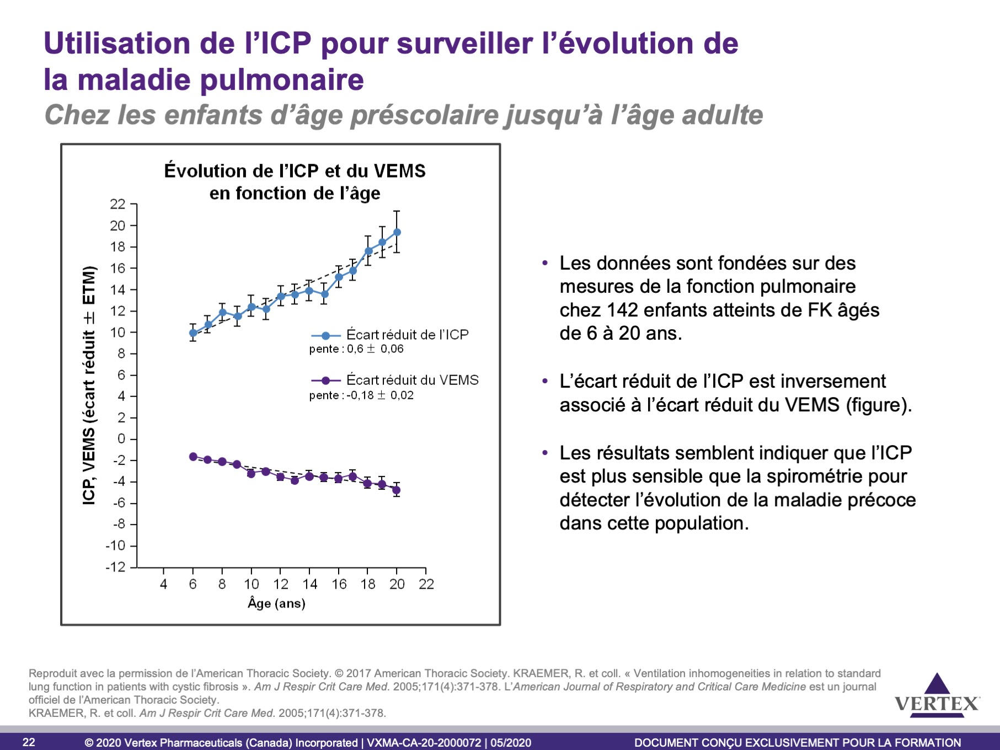 Utilisation de l’ICP pour surveiller l’évolution de
la maladie pulmonaire
Chez les enfants d’âge préscolaire jusqu’à l’âge adulte
Évolution de l’ICP et du VEMS
en fonction de l’âge
ICP, VEMS (écart réduit ± ETM)
22
20
18
16
14
12
10
8
6
4
2
0
-2
-4
-6
-8
-10
-12
Écart réduit de l’ICP
pente : 0,6 ± 0,06
Écart réduit du VEMS
pente : -0,18 ± 0,02
4 6 8 10 12 14 16 18 20 22
Âge (ans)
• Les données sont fondées sur des
mesures de la fonction pulmonaire
chez 142 enfants atteints de FK âgés
de 6 à 20 ans.
• L’écart réduit de l’ICP est inversement
associé à l’écart réduit du VEMS (figure).
• Les résultats semblent indiquer que l’ICP
est plus sensible que la spirométrie pour
détecter l’évolution de la maladie précoce
dans cette population.
Reproduit avec la permission de l’American Thoracic Society. © 2017 American Thoracic Society. KRAEMER, R. et coll. « Ventilation inhomogeneities in relation to standard
lung function in patients with cystic fibrosis ». Am J Respir Crit Care Med. 2005;171(4):371-378. L’American Journal of Respiratory and Critical Care Medicine est un journal
officiel de l’American Thoracic Society.
KRAEMER, R. et coll. Am J Respir Crit Care Med. 2005;171(4):371-378.
VERTEX
22 © 2020 Vertex Pharmaceuticals (Canada) Incorporated | VXMA-CA-20-2000072 | 05/2020 DOCUMENT CONÇU EXCLUSIVEMENT POUR LA FORMATION